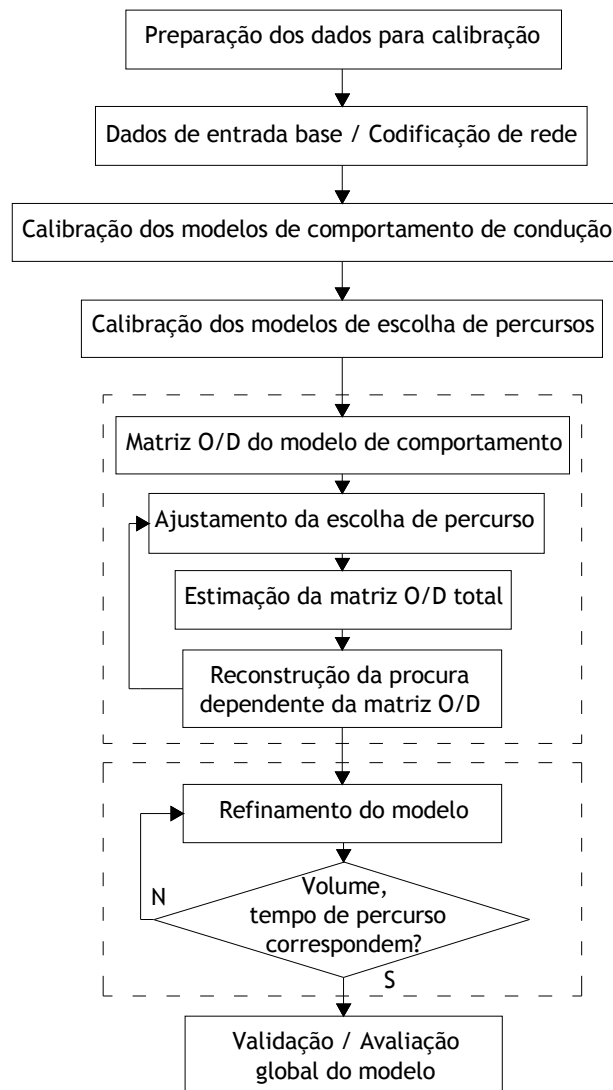 Preparação dos dados para calibração
Dados de entrada base / Codificação de rede
Calibração dos modelos de comportamento de condução
Calibração dos modelos de escolha de percursos
Matriz O/D do modelo de comportamento
Ajustamento da escolha de percurso
Estimação da matriz O/D total
Reconstrução da procura
dependente da matriz O/D
Refinamento do modelo
Volume,
tempo de percurso
correspondem?
N
S
Validação / Avaliação
global do modelo